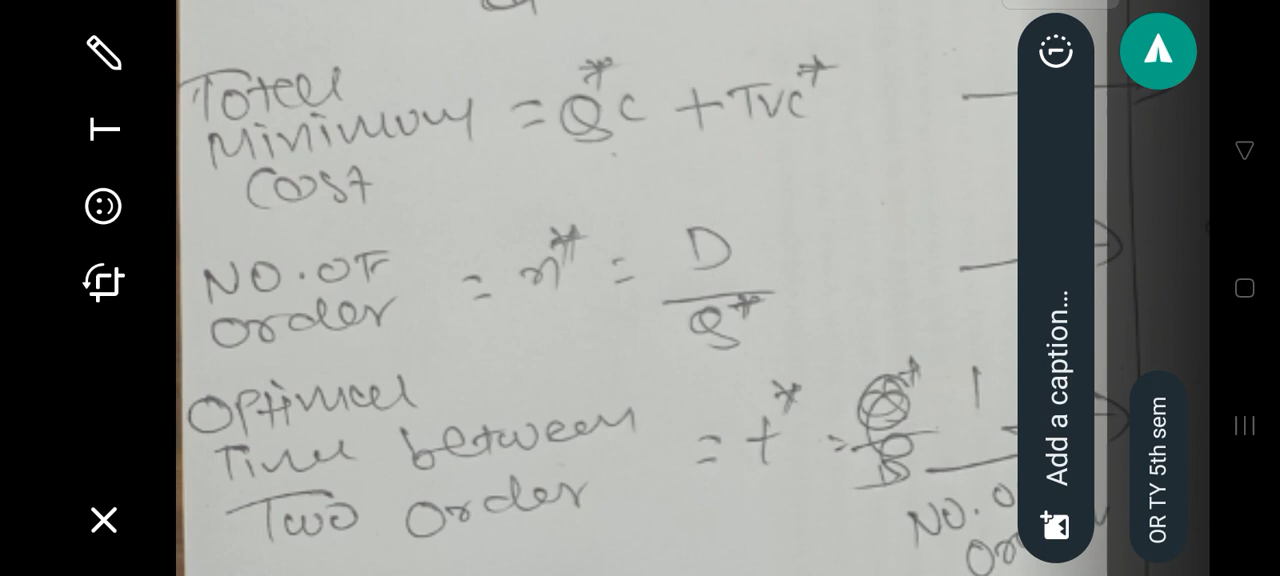 Total
Minimum = Q*C + TVC*
Cost
NO. OF = n* = D
order Q*
Optimal
Time between = t* = 1
Two order NO. O
Add a caption...
OR TY 5th sem
T